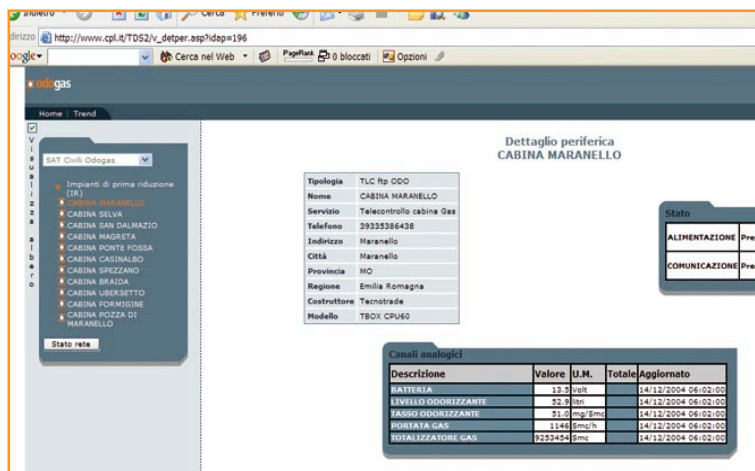 Indietro
Cerca
Preferiti
dirizzo http://www.cpl.it/TDS2/v_detper.asp?idap=196
oogle
Cerca nel Web
PageRank
0 bloccati
Opzioni
odogas
Home | Trend
Visualizza albero
SAT Civili Odogas
Impianti di prima riduzione (IR)
CABINA MARANELLO
CABINA SELVA
CABINA SAN DALMAZIO
CABINA MAGRETA
CABINA PONTE FOSSA
CABINA CASINALBO
CABINA SPEZZANO
CABINA BRAIDA
CABINA UBERSETTO
CABINA FORMIGINE
CABINA POZZA DI
MARANELLO
Stato rete
Dettaglio periferica
CABINA MARANELLO
Tipologia TLC ftp ODO
Nome CABINA MARANELLO
Servizio Telecontrollo cabina Gas
Telefono 39335386438
Indirizzo Maranello
Città Maranello
Provincia MO
Regione Emilia Romagna
Costruttore Tecnotrade
Modello TBOX CPU60
Stato
ALIMENTAZIONE Pre
COMUNICAZIONE Pre
Canali analogici
Descrizione Valore U.M. Totale Aggiornato
BATTERIA 13.5 Volt 14/12/2004 06:02:00
LIVELLO ODORIZZANTE 52.9 litri 14/12/2004 06:02:00
TASSO ODORIZZANTE 51.0 mg/Smc 14/12/2004 06:02:00
PORTATA GAS 1146 Smc/h 14/12/2004 06:02:00
TOTALIZZATORE GAS 9253454 Smc 14/12/2004 06:02:00